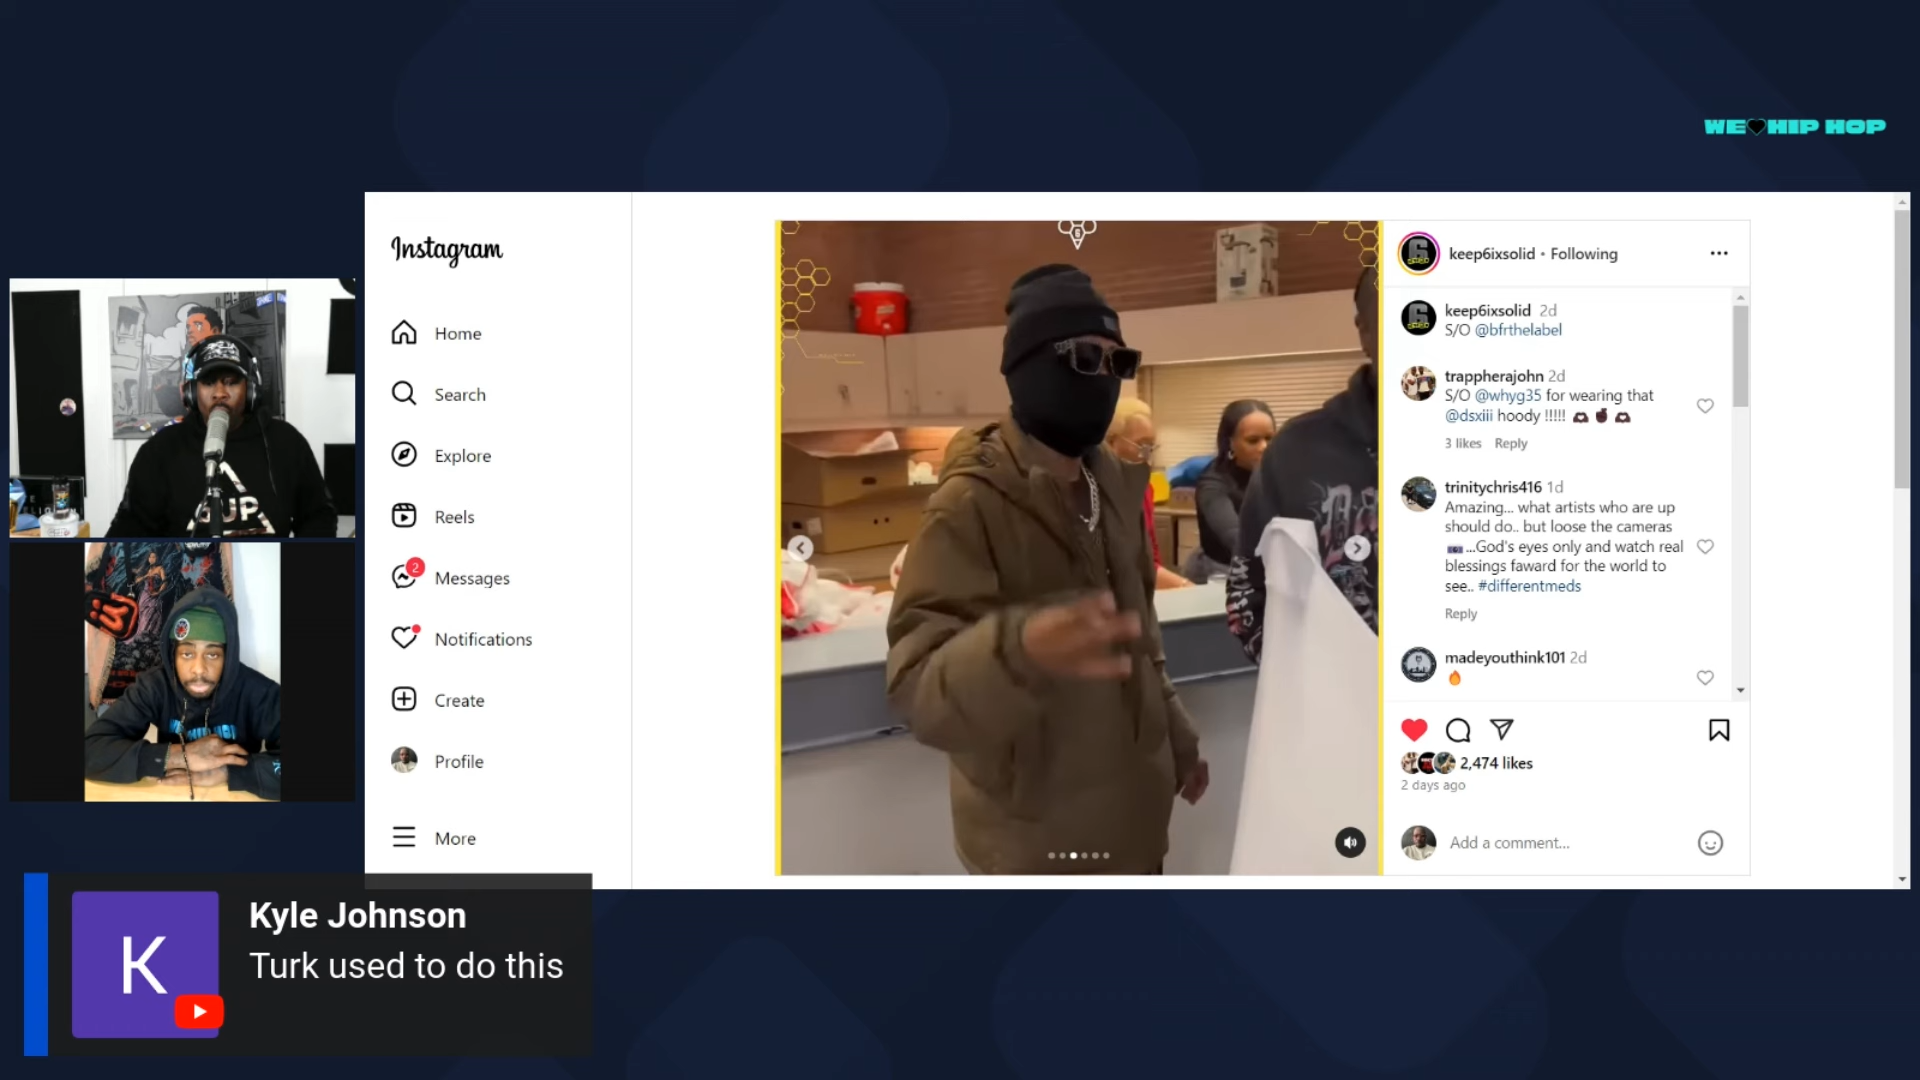 WE HIP HOP
Instagram
Home
Search
Explore
Reels
2
Messages
Notifications
Create
Profile
More
6
keep6ixsolid • Following
keep6ixsolid 2d
S/O @bfrthelabel
trappherajohn 2d
S/O @whyg35 for wearing that
@dsxiii hoody !!!!!
3 likes Reply
trinitychris416 1d
Amazing... what artists who are up
should do.. but loose the cameras
...God's eyes only and watch real
blessings faward for the world to
see.. #differentmeds
Reply
madeyouthink101 2d
2,474 likes
2 days ago
Add a comment...
UP
K
Kyle Johnson
Turk used to do this